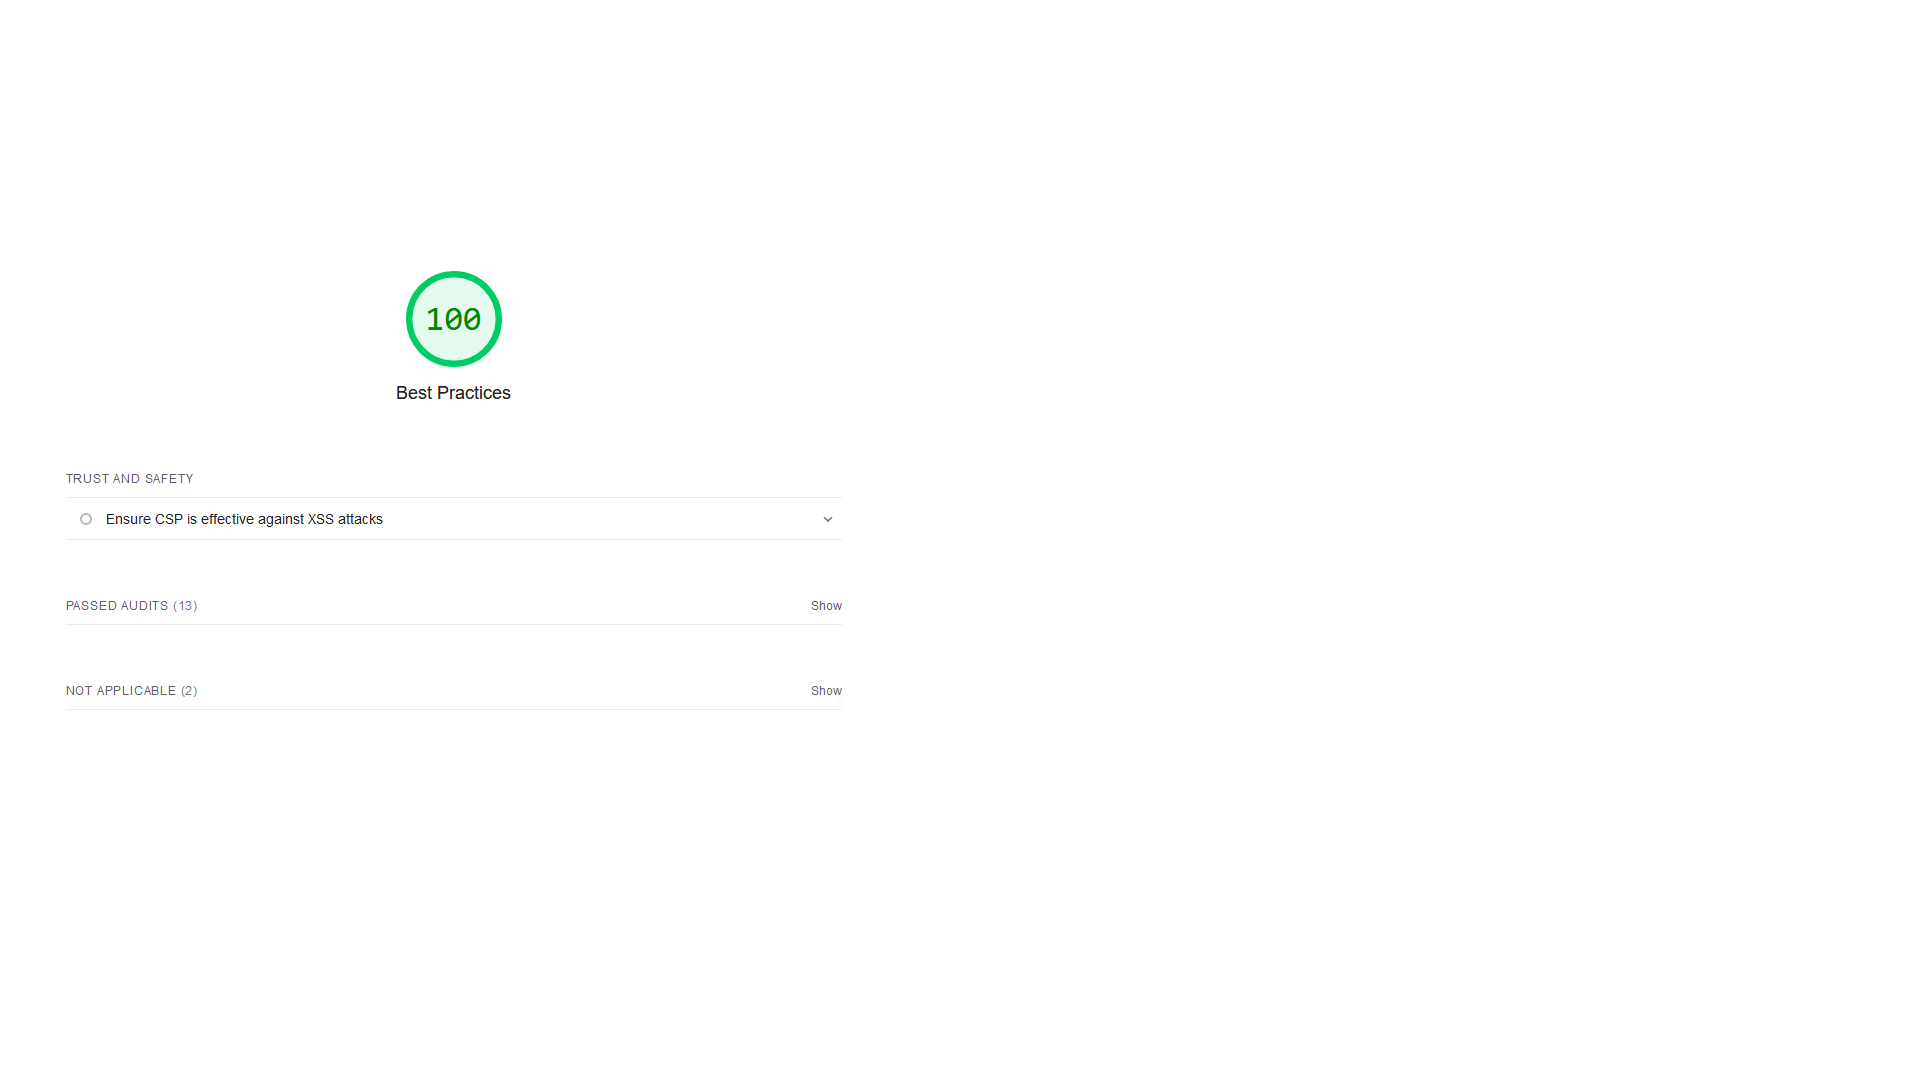 100
Best Practices
TRUST AND SAFETY
Ensure CSP is effective against XSS attacks
PASSED AUDITS (13) Show
NOT APPLICABLE (2) Show